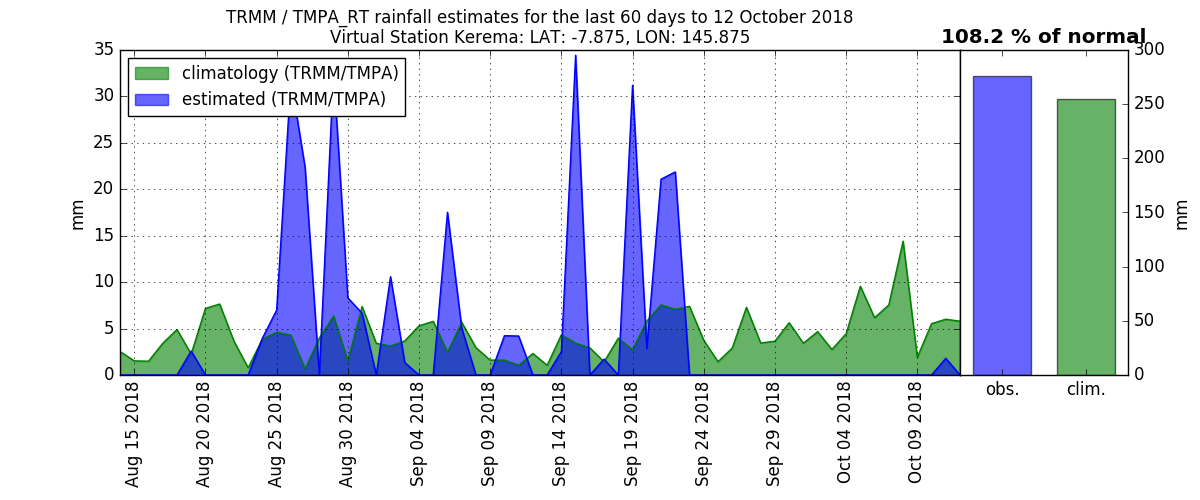 TRMM / TMPA_RT rainfall estimates for the last 60 days to 12 October 2018
Virtual Station Kerema: LAT: -7.875, LON: 145.875
108.2 % of normal
climatology (TRMM/TMPA)
estimated (TRMM/TMPA)
35
30
25
20
15
10
5
0
mm
Aug 15 2018
Aug 20 2018
Aug 25 2018
Aug 30 2018
Sep 04 2018
Sep 09 2018
Sep 14 2018
Sep 19 2018
Sep 24 2018
Sep 29 2018
Oct 04 2018
Oct 09 2018
obs.
clim.
300
250
200
150
100
50
0
mm